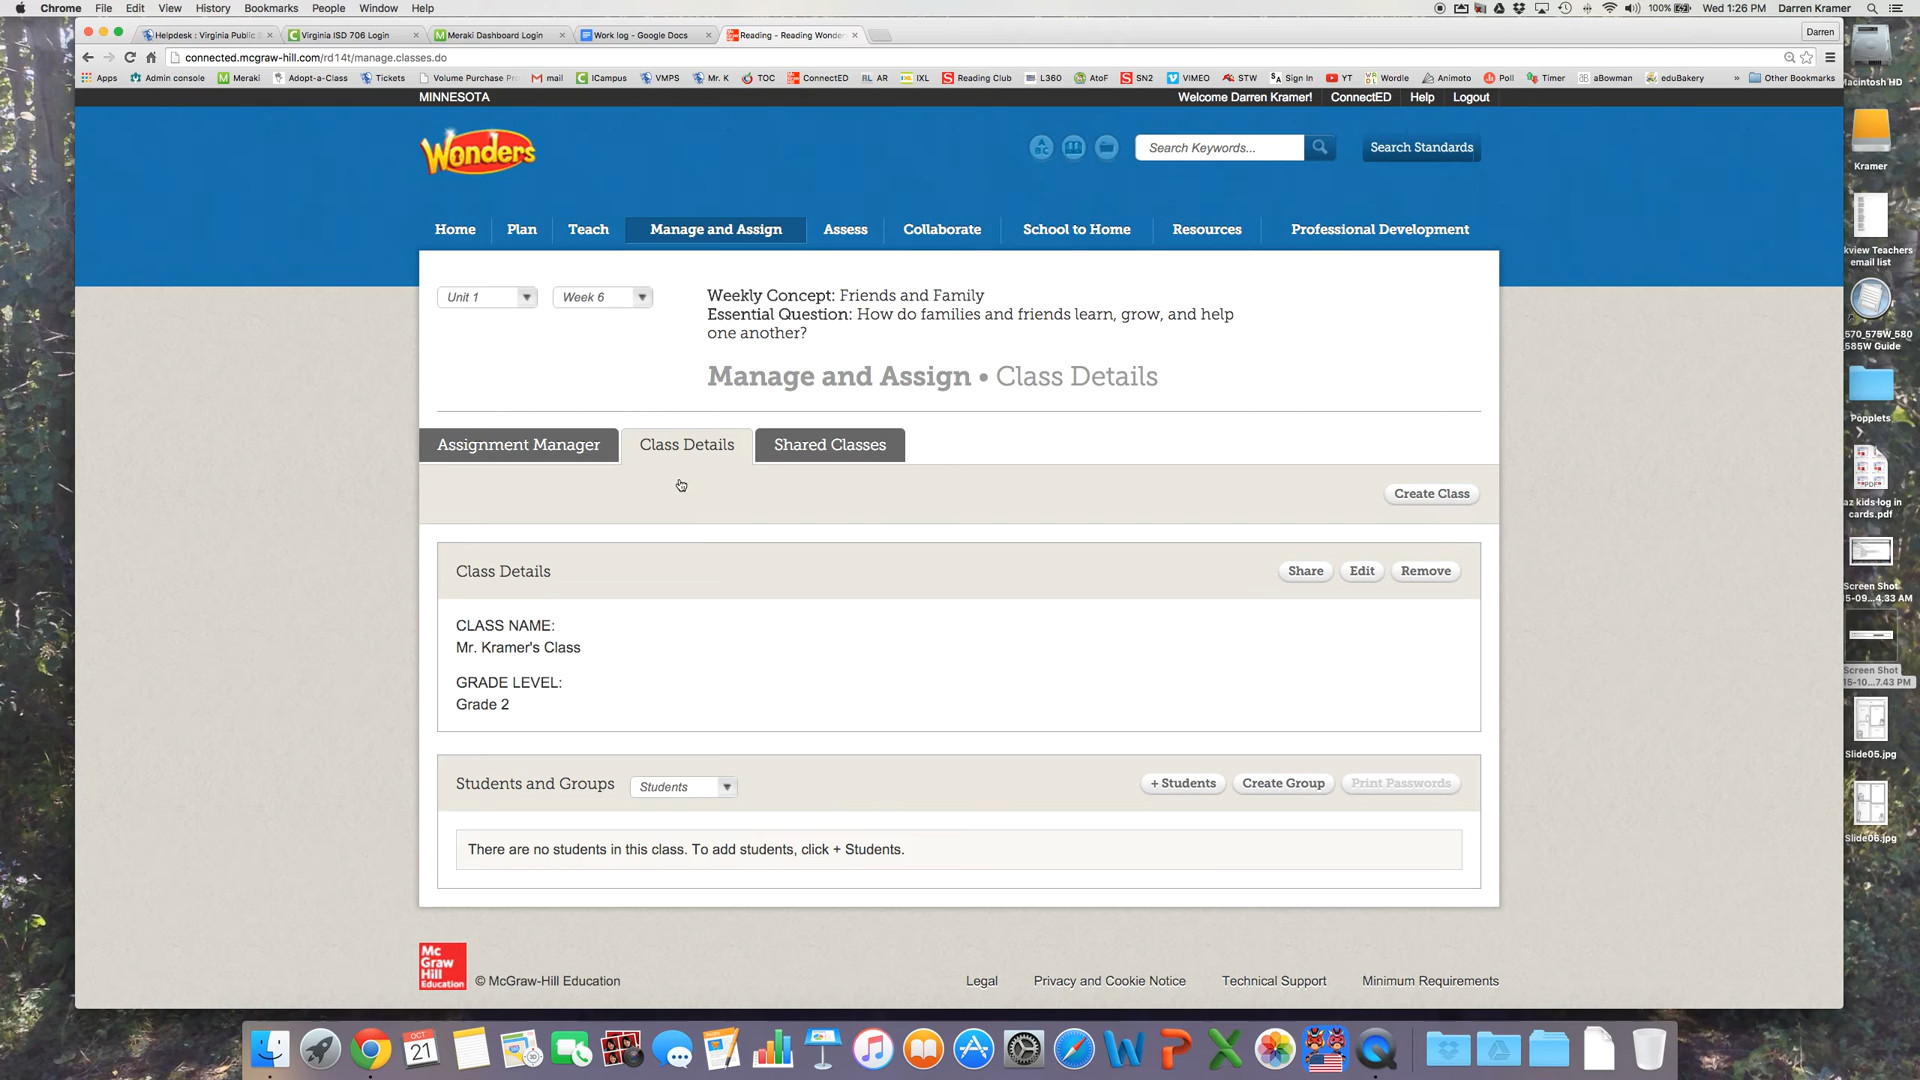 Chrome File Edit View History Bookmarks People Window Help 100% Wed 1:26 PM Darren Kramer
Helpdesk : Virginia Public S Virginia ISD 706 Login Meraki Dashboard Login Work log - Google Docs Reading - Reading Wonder Darren
connected.mcgraw-hill.com/rd14t/manage.classes.do
Apps Admin console Meraki Adopt-a-Class Tickets Volume Purchase Pro mail ICampus VMPS Mr. K TOC ConnectED RL AR IXL Reading Club L360 AtoF SN2 VIMEO STW Sign In YT Wordle Animoto Poll Timer aBowman eduBakery » Other Bookmarks
MINNESOTA Welcome Darren Kramer! ConnectED Help Logout
Wonders
Search Keywords... Search Standards
Home Plan Teach Manage and Assign Assess Collaborate School to Home Resources Professional Development
Unit 1 Week 6
Weekly Concept: Friends and Family
Essential Question: How do families and friends learn, grow, and help
one another?
Manage and Assign • Class Details
Assignment Manager Class Details Shared Classes
Create Class
Class Details Share Edit Remove
CLASS NAME:
Mr. Kramer's Class
GRADE LEVEL:
Grade 2
Students and Groups Students + Students Create Group Print Passwords
There are no students in this class. To add students, click + Students.
Mc
Graw
Hill
Education
© McGraw-Hill Education Legal Privacy and Cookie Notice Technical Support Minimum Requirements
Macintosh HD
Kramer
kview Teachers
email list
570_575W_580
585W Guide
Popplets
az kids log in
cards.pdf
Screen Shot
15-09...4.33 AM
Screen Shot
15-10...7.43 PM
Slide05.jpg
Slide06.jpg
OCT
21